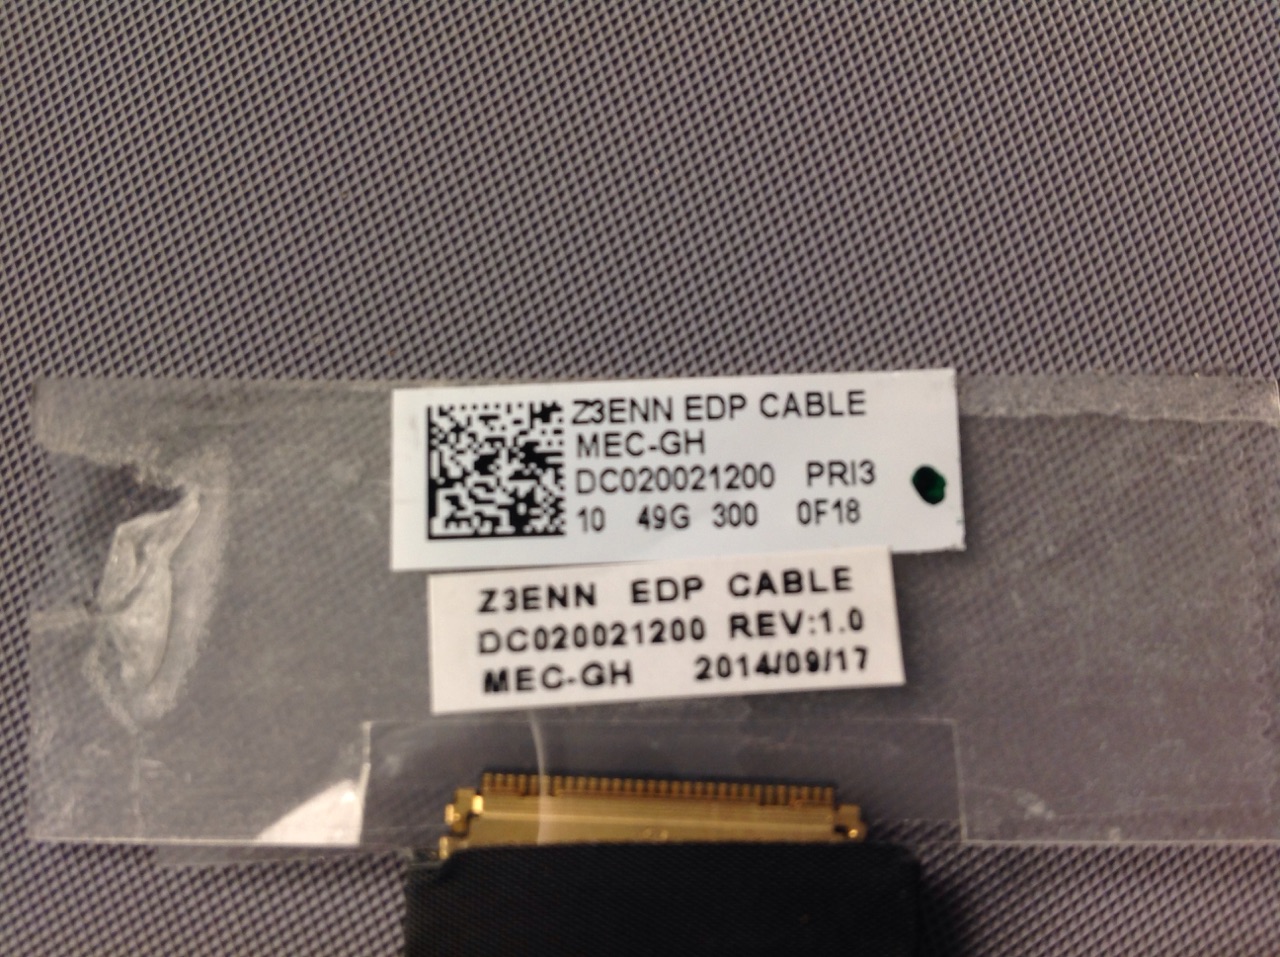 Z3ENN EDP CABLE
MEC-GH
DC020021200 PRI3
10 49G 300 0F18
Z3ENN EDP CABLE
DC020021200 REV:1.0
MEC-GH 2014/09/17